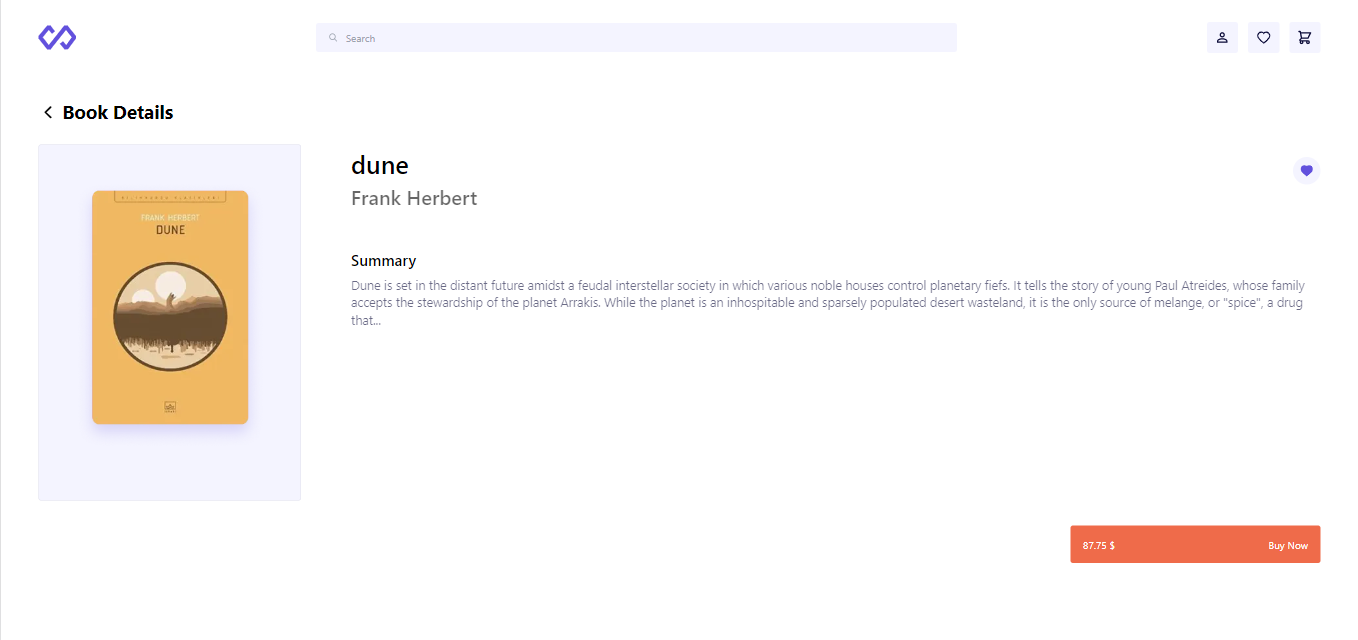 Search
Book Details
FRANK HERBERT
DUNE
dune
Frank Herbert
Summary
Dune is set in the distant future amidst a feudal interstellar society in which various noble houses control planetary fiefs. It tells the story of young Paul Atreides, whose family
accepts the stewardship of the planet Arrakis. While the planet is an inhospitable and sparsely populated desert wasteland, it is the only source of melange, or "spice", a drug
that...
87.75 $ Buy Now